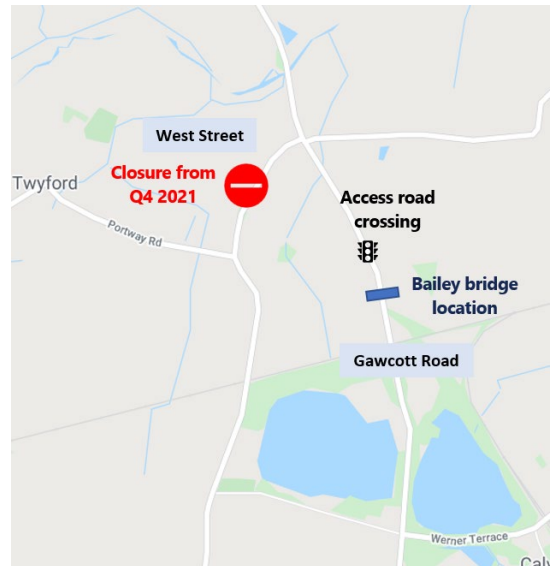 West Street
Closure from
Q4 2021
Twyford
Portway Rd
Access road
crossing
Bailey bridge
location
Gawcott Road
Werner Terrace